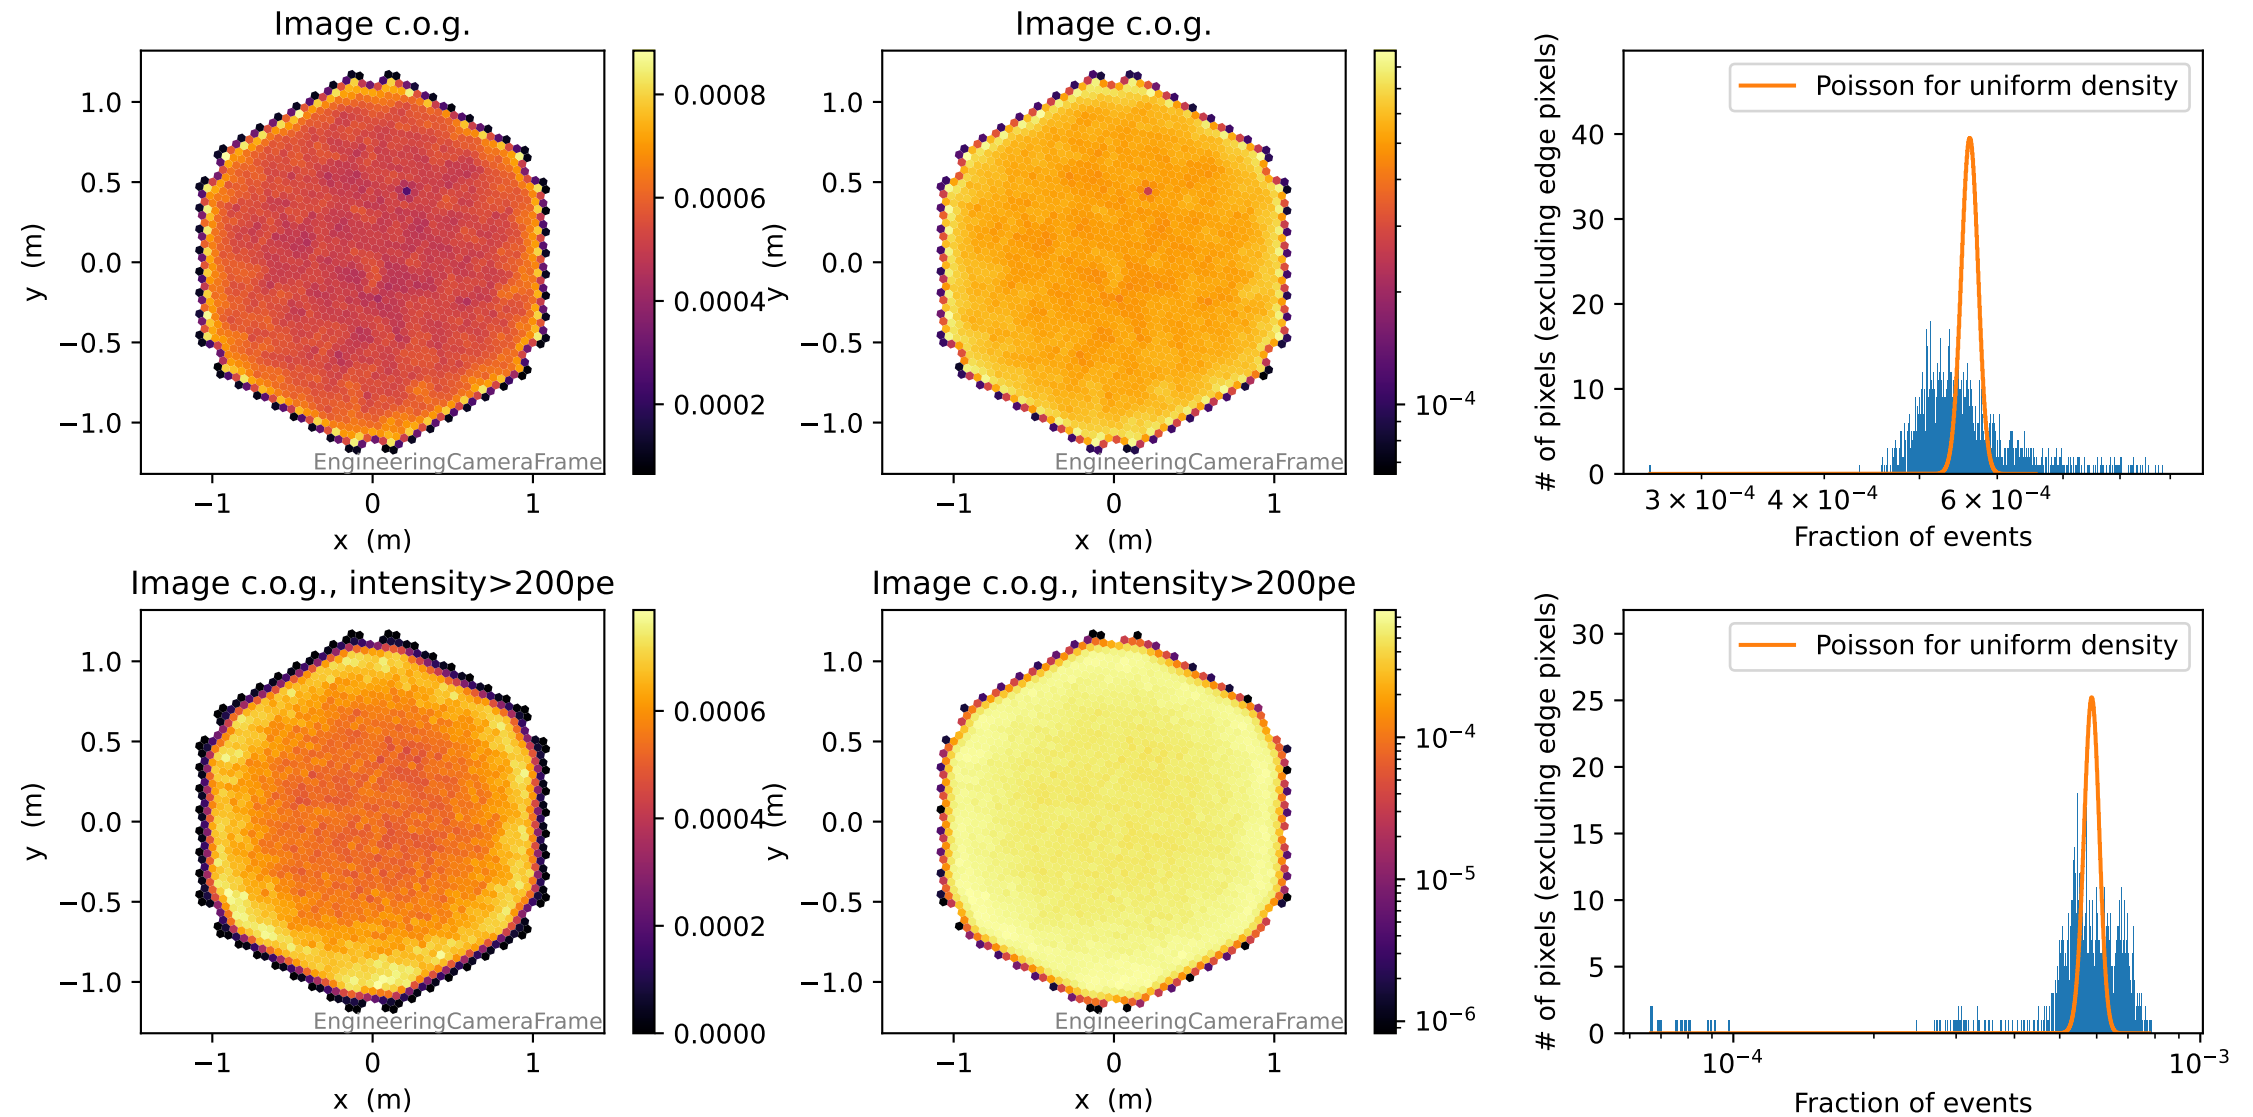 Image c.o.g.
1.0
0.5
0.0
−0.5
−1.0
y (m)
−1
0
1
x (m)
EngineeringCameraFrame
0.0008
0.0006
0.0004
0.0002
Image c.o.g.
1.0
0.5
0.0
−0.5
−1.0
y (m)
−1
0
1
x (m)
EngineeringCameraFrame
10⁻⁴
Poisson for uniform density
# of pixels (excluding edge pixels)
40
30
20
10
0
3 × 10⁻⁴ 4 × 10⁻⁴ 6 × 10⁻⁴
Fraction of events
Image c.o.g., intensity>200pe
1.0
0.5
0.0
−0.5
−1.0
y (m)
−1
0
1
x (m)
EngineeringCameraFrame
0.0006
0.0004
0.0002
0.0000
Image c.o.g., intensity>200pe
1.0
0.5
0.0
−0.5
−1.0
y (m)
−1
0
1
x (m)
EngineeringCameraFrame
10⁻⁴
10⁻⁵
10⁻⁶
Poisson for uniform density
# of pixels (excluding edge pixels)
30
25
20
15
10
5
0
10⁻⁴ 10⁻³
Fraction of events